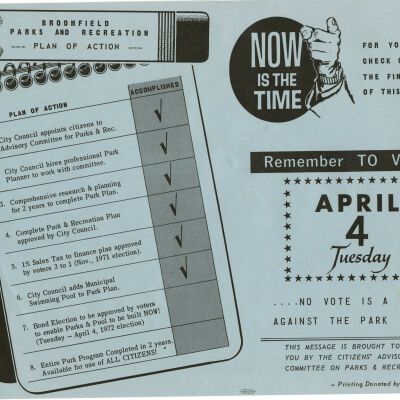 BROOMFIELD
PARKS AND RECREATION
PLAN OF ACTION
PLAN OF ACTION
ACCOMPLISHED
City Council appoints citizens to
Advisory Committee for Parks & Rec.
City Council hires professional Park
Planner to work with committee.
3. Comprehensive research & planning
for 2 years to complete Park Plan.
4. Complete Park & Recreation Plan
approved by City Council.
5. 1% Sales Tax to finance plan approved
by voters 3 to 1 (Nov., 1971 election)
6. City Council adds Municipal
Swimming Pool to Park Plan.
7. Bond Election to be approved by voters
to enable Parks & Pool to be built NOW!
(Tuesday - April 4, 1972 election)
8. Entire Park Program Completed in 2 years.
Available for use of ALL CITIZENS!
NOW
IS THE
TIME
FOR YO
CHECK O
THE FIN
OF THIS
Remember TO V
APRIL
4
Tuesday
....NO VOTE IS A
AGAINST THE PARK
THIS MESSAGE IS BROUGHT TO
YOU BY THE CITIZENS' ADVISO
COMMITTEE ON PARKS & RECR
— Printing Donated by